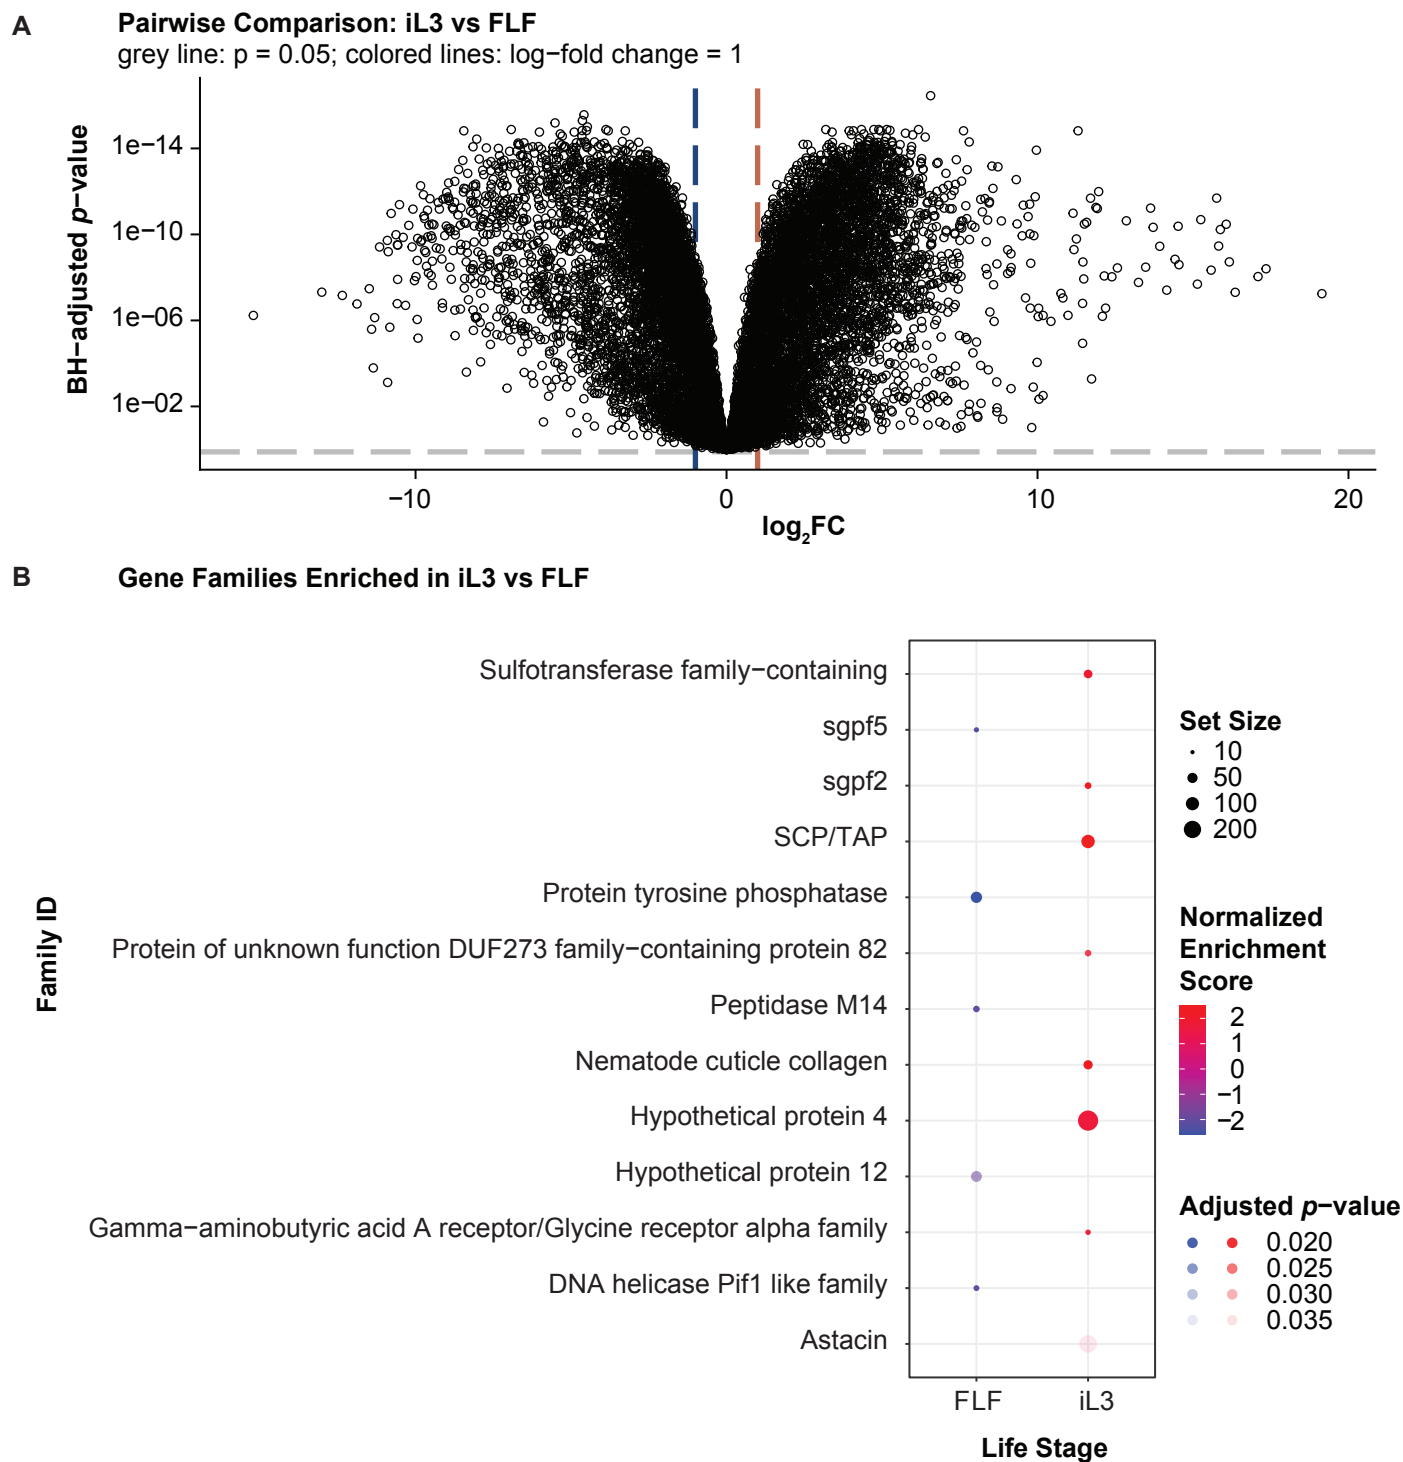 A
Pairwise Comparison: iL3 vs FLF
grey line: p = 0.05; colored lines: log−fold change = 1
BH−adjusted p−value
1e−14
1e−10
1e−06
1e−02
−10
0
10
20
log2FC
B
Gene Families Enriched in iL3 vs FLF
Family ID
Sulfotransferase family−containing
sgpf5
sgpf2
SCP/TAP
Protein tyrosine phosphatase
Protein of unknown function DUF273 family−containing protein 82
Peptidase M14
Nematode cuticle collagen
Hypothetical protein 4
Hypothetical protein 12
Gamma−aminobutyric acid A receptor/Glycine receptor alpha family
DNA helicase Pif1 like family
Astacin
FLF
iL3
Life Stage
Set Size
10
50
100
200
Normalized
Enrichment
Score
2
1
0
−1
−2
Adjusted p−value
0.020
0.025
0.030
0.035